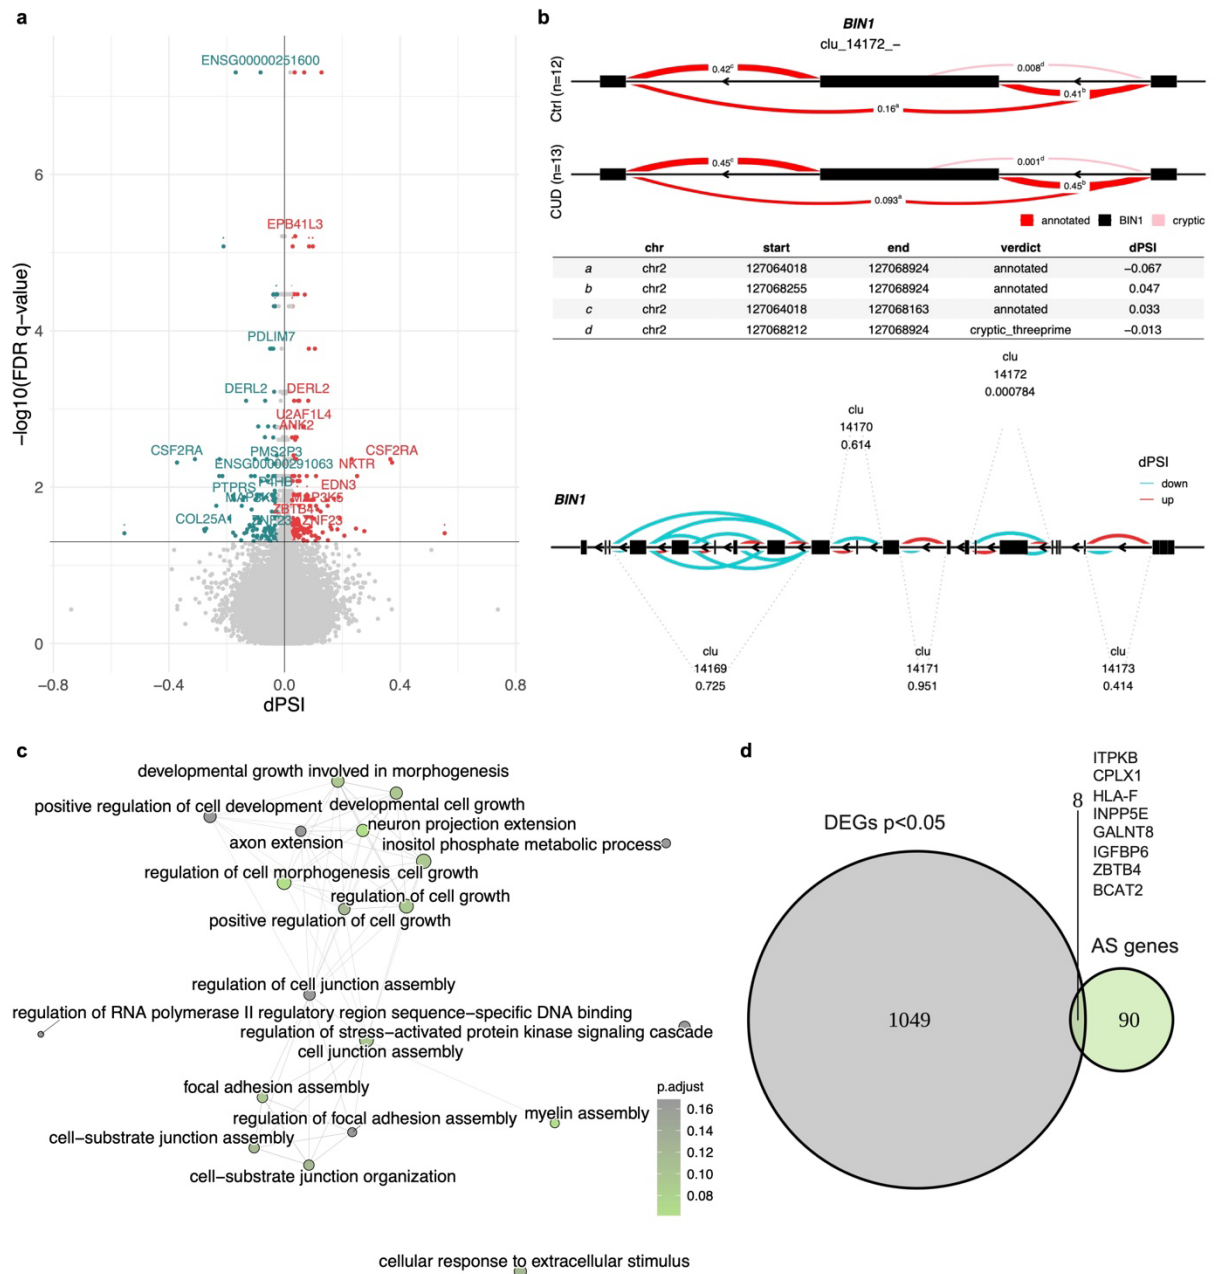 a
ENSG00000251600
EPB41L3
PDLIM7
DERL2
DERL2
U2AF1L4
ANK2
CSF2RA
PMS2P3
CSF2RA
ENSG00000291063
NKTR
P4HB
EDN3
PTPRS
MAP3K5
ZBTB4
COL25A1
ZNF23
ZNF23
6
4
2
0
−log10(FDR q−value)
−0.8
−0.4
0.0
0.4
0.8
dPSI
b
BIN1
clu_14172_−
Ctrl (n=12)
0.42c
0.008d
0.41b
0.16a
CUD (n=13)
0.45c
0.001d
0.45b
0.093a
annotated
BIN1
cryptic
chr start end verdict dPSI
a chr2 127064018 127068924 annotated −0.067
b chr2 127068255 127068924 annotated 0.047
c chr2 127064018 127068163 annotated 0.033
d chr2 127068212 127068924 cryptic_threeprime −0.013
clu
14172
0.000784
clu
14170
0.614
dPSI
down
up
BIN1
clu
14169
0.725
clu
14171
0.951
clu
14173
0.414
c
developmental growth involved in morphogenesis
positive regulation of cell development
developmental cell growth
neuron projection extension
axon extension
inositol phosphate metabolic process
regulation of cell morphogenesis
cell growth
regulation of cell growth
positive regulation of cell growth
regulation of cell junction assembly
regulation of RNA polymerase II regulatory region sequence−specific DNA binding
regulation of stress−activated protein kinase signaling cascade
cell junction assembly
focal adhesion assembly
regulation of focal adhesion assembly
myelin assembly
cell−substrate junction assembly
cell−substrate junction organization
cellular response to extracellular stimulus
p.adjust
0.16
0.14
0.12
0.10
0.08
d
DEGs p<0.05
8
ITPKB
CPLX1
HLA−F
INPP5E
GALNT8
IGFBP6
ZBTB4
BCAT2
AS genes
1049
90